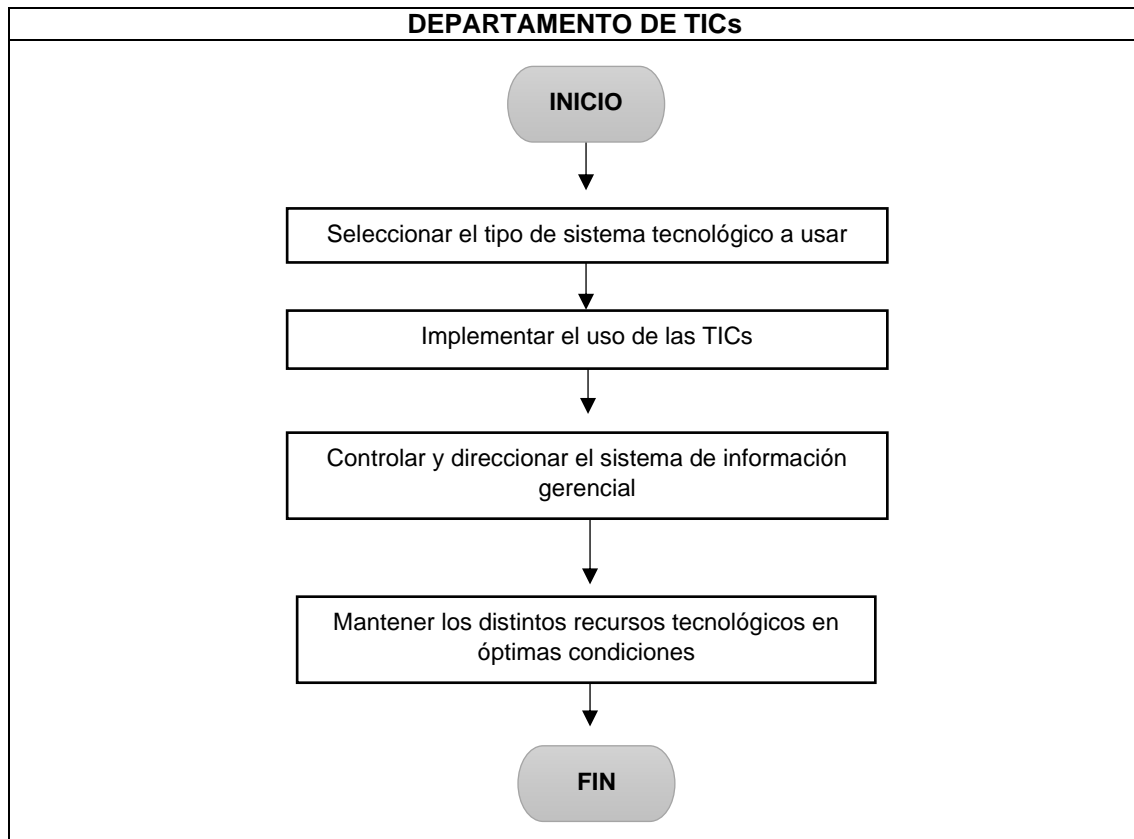 DEPARTAMENTO DE TICs
INICIO
Seleccionar el tipo de sistema tecnológico a usar
Implementar el uso de las TICs
Controlar y direccionar el sistema de información
gerencial
Mantener los distintos recursos tecnológicos en
óptimas condiciones
FIN